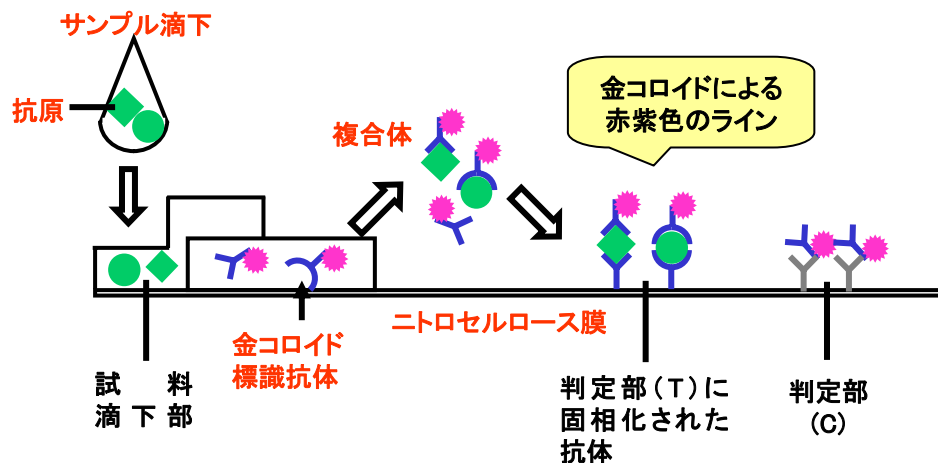 サンプル滴下
抗原
複合体
金コロイドによる
赤紫色のライン
ニトロセルロース膜
金コロイド
標識抗体
試料
滴下部
判定部(T)に
固相化された
抗体
判定部
(C)